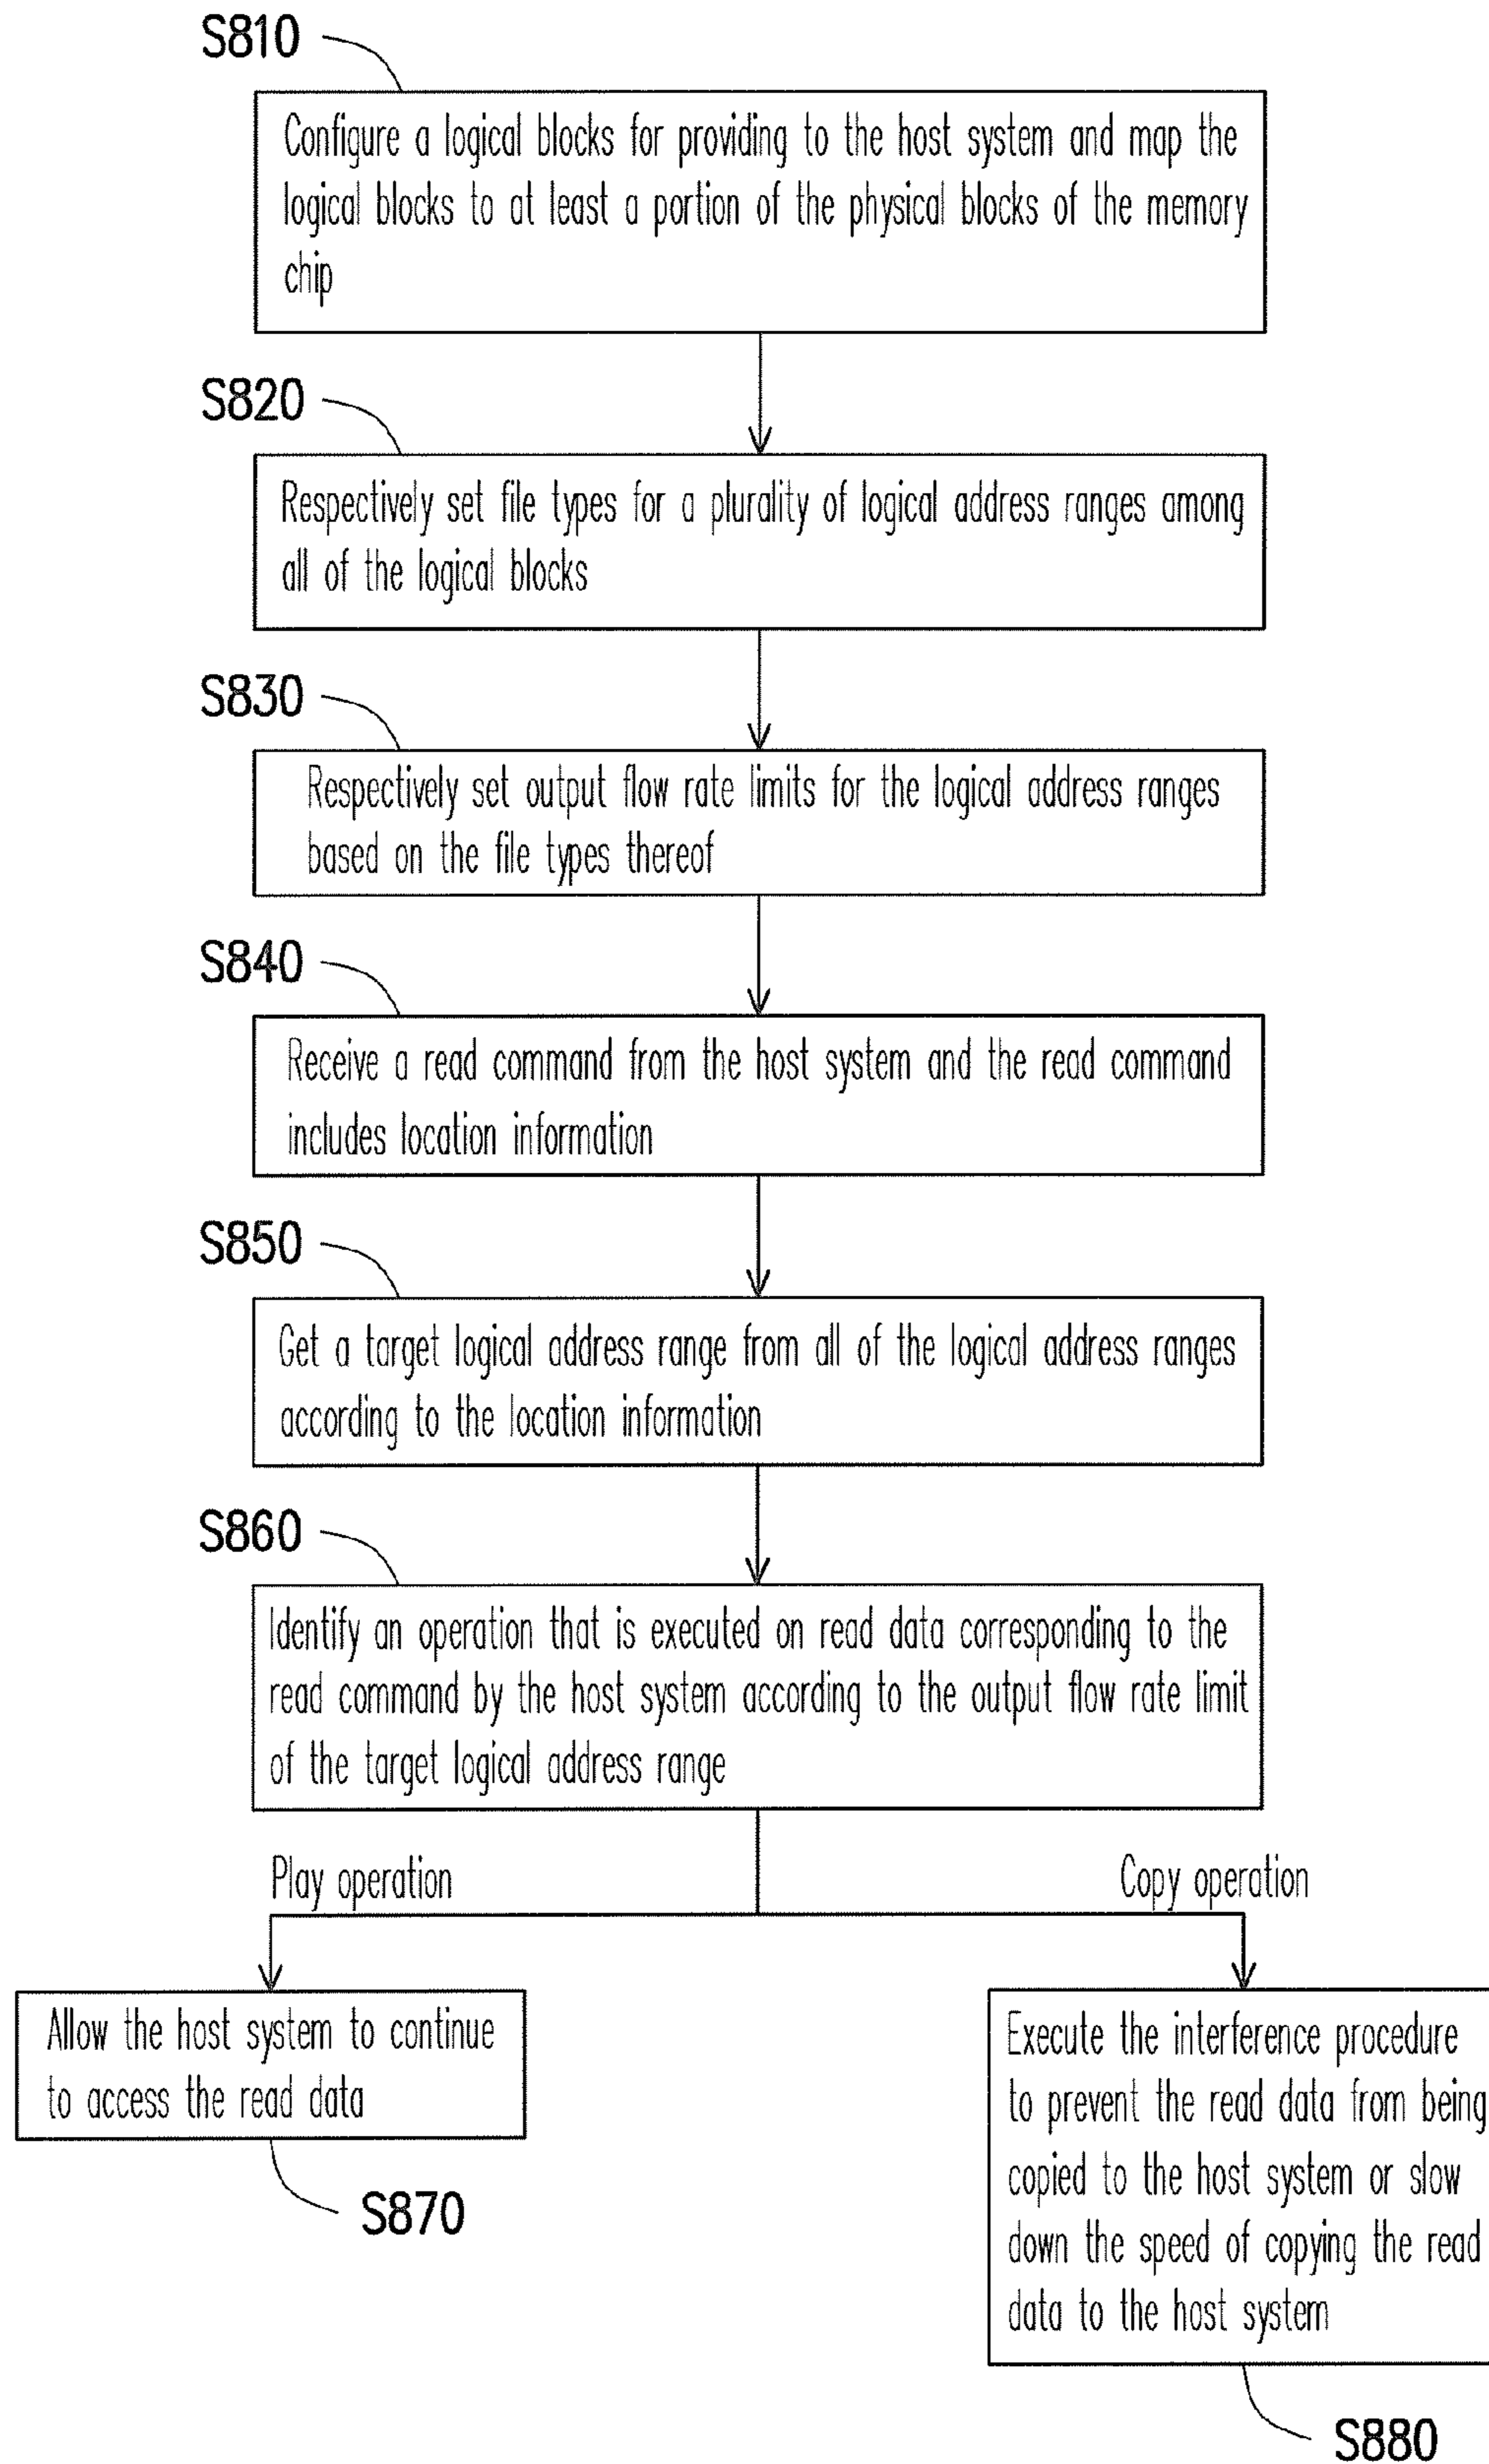 S810
Configure a logical blocks for providing to the host system and map the
logical blocks to at least a portion of the physical blocks of the memory
chip
S820
Respectively set file types for a plurality of logical address ranges among
all of the logical blocks
S830
Respectively set output flow rate limits for the logical address ranges
based on the file types thereof
S840
Receive a read command from the host system and the read command
includes location information
S850
Get a target logical address range from all of the logical address ranges
according to the location information
S860
Identify an operation that is executed on read data corresponding to the
read command by the host system according to the output flow rate limit
of the target logical address range
Play operation
Copy operation
Allow the host system to continue
to access the read data
S870
Execute the interference procedure
to prevent the read data from being
copied to the host system or slow
down the speed of copying the read
data to the host system
S880